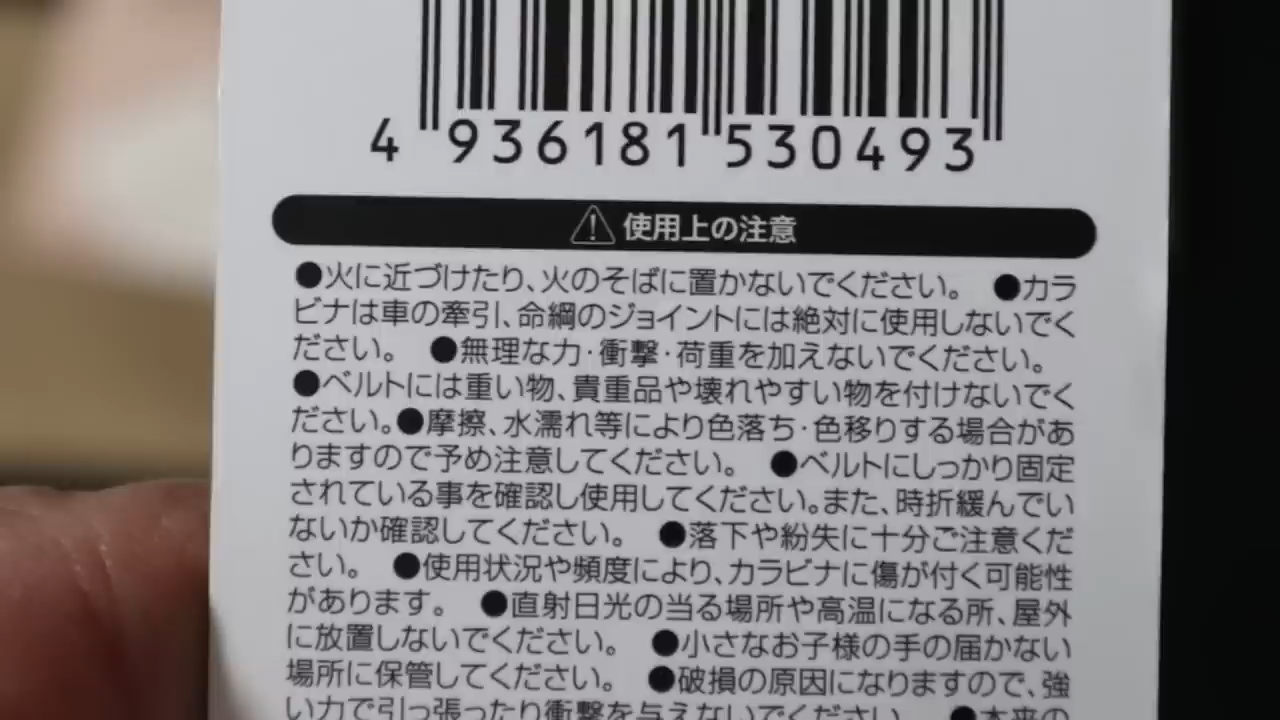 4 936181 530493
使用上の注意
●火に近づけたり、火のそばに置かないでください。 ●カラ
ビナは車の牽引、命綱のジョイントには絶対に使用しないでく
ださい。 ●無理な力・衝撃・荷重を加えないでください。
●ベルトには重い物、貴重品や壊れやすい物を付けないでく
ださい。●摩擦、水濡れ等により色落ち・色移りする場合があ
りますので予め注意してください。 ●ベルトにしっかり固定
されている事を確認し使用してください。また、時折緩んでい
ないか確認してください。 ●落下や紛失に十分ご注意くだ
さい。 ●使用状況や頻度により、カラビナに傷が付く可能性
があります。 ●直射日光の当る場所や高温になる所、屋外
に放置しないでください。 ●小さなお子様の手の届かない
場所に保管してください。 ●破損の原因になりますので、強
い力で引っ張ったり衝撃を与えないでください。 ●本来の